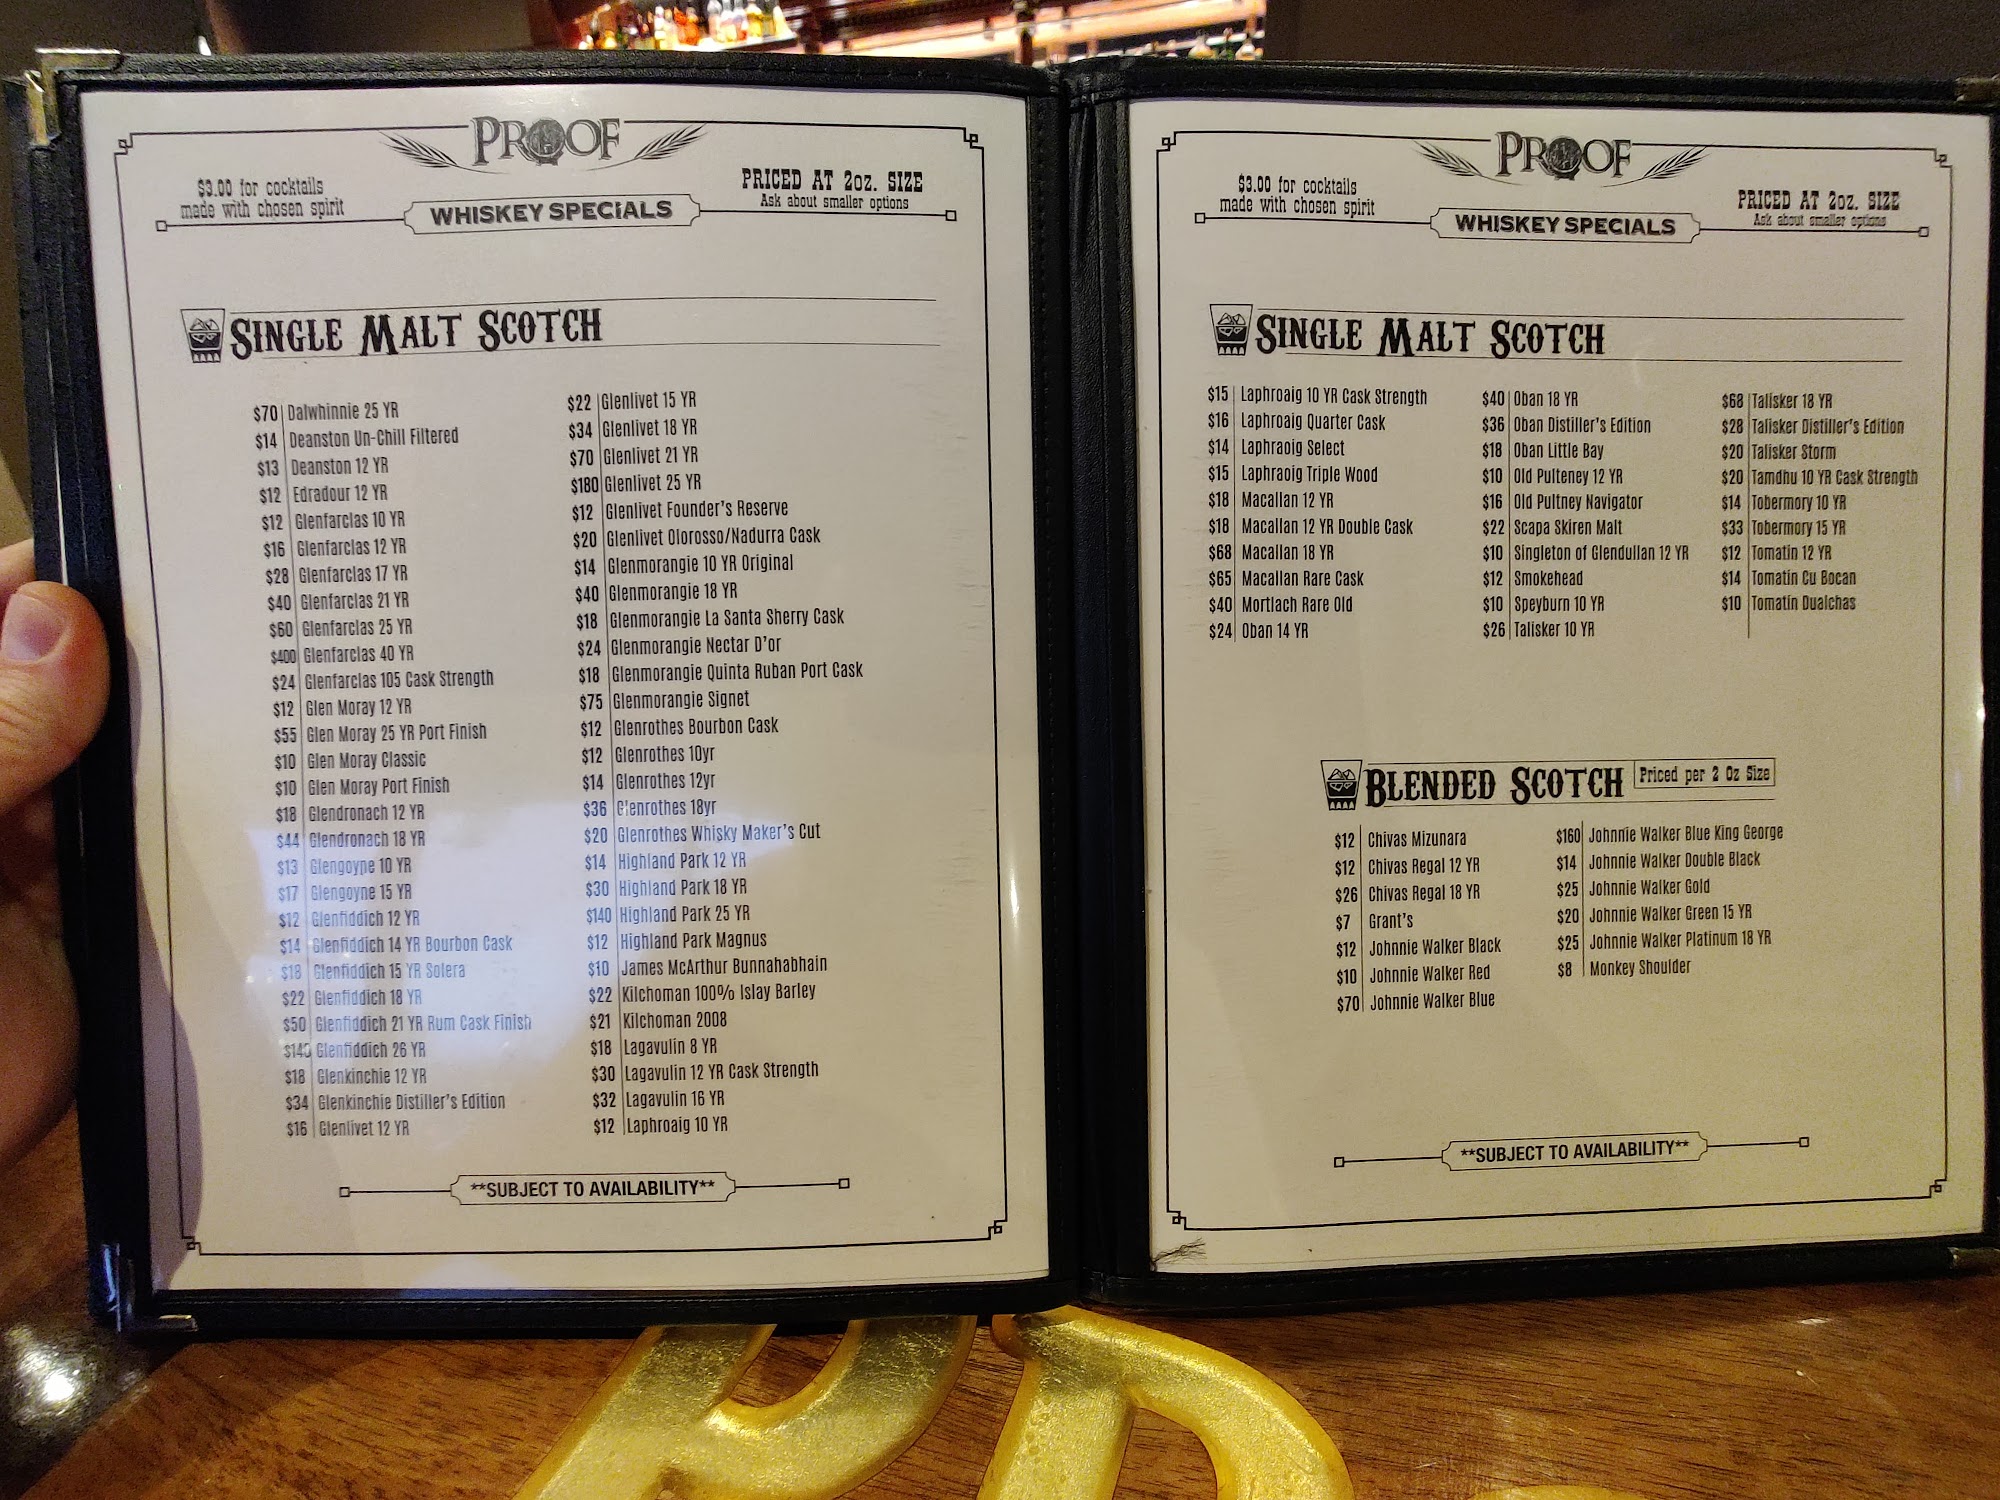 PROOF
$3.00 for cocktails
made with chosen spirit
WHISKEY SPECIALS
PRICED AT 2oz. SIZE
Ask about smaller options
SINGLE MALT SCOTCH
$70 Dalwhinnie 25 YR
$14 Deanston Un-Chill Filtered
$13 Deanston 12 YR
$12 Edradour 12 YR
$12 Glenfarclas 10 YR
$16 Glenfarclas 12 YR
$28 Glenfarclas 17 YR
$40 Glenfarclas 21 YR
$60 Glenfarclas 25 YR
$400 Glenfarclas 40 YR
$24 Glenfarclas 105 Cask Strength
$12 Glen Moray 12 YR
$55 Glen Moray 25 YR Port Finish
$10 Glen Moray Classic
$10 Glen Moray Port Finish
$18 Glendronach 12 YR
$44 Glendronach 18 YR
$13 Glengoyne 10 YR
$17 Glengoyne 15 YR
$12 Glenfiddich 12 YR
$14 Glenfiddich 14 YR Bourbon Cask
$18 Glenfiddich 15 YR Solera
$22 Glenfiddich 18 YR
$50 Glenfiddich 21 YR Rum Cask Finish
$140 Glenfiddich 26 YR
$18 Glenkinchie 12 YR
$34 Glenkinchie Distiller's Edition
$16 Glenlivet 12 YR
$22 Glenlivet 15 YR
$34 Glenlivet 18 YR
$70 Glenlivet 21 YR
$180 Glenlivet 25 YR
$12 Glenlivet Founder's Reserve
$20 Glenlivet Olorosso/Nadurra Cask
$14 Glenmorangie 10 YR Original
$40 Glenmorangie 18 YR
$18 Glenmorangie La Santa Sherry Cask
$24 Glenmorangie Nectar D'or
$18 Glenmorangie Quinta Ruban Port Cask
$75 Glenmorangie Signet
$12 Glenrothes Bourbon Cask
$12 Glenrothes 10yr
$14 Glenrothes 12yr
$36 Glenrothes 18yr
$20 Glenrothes Whisky Maker's Cut
$14 Highland Park 12 YR
$30 Highland Park 18 YR
$140 Highland Park 25 YR
$12 Highland Park Magnus
$10 James McArthur Bunnahabhain
$22 Kilchoman 100% Islay Barley
$21 Kilchoman 2008
$18 Lagavulin 8 YR
$30 Lagavulin 12 YR Cask Strength
$32 Lagavulin 16 YR
$12 Laphroaig 10 YR
**SUBJECT TO AVAILABILITY**
PROOF
$3.00 for cocktails
made with chosen spirit
WHISKEY SPECIALS
PRICED AT 2oz. SIZE
Ask about smaller options
SINGLE MALT SCOTCH
$15 Laphroaig 10 YR Cask Strength
$16 Laphroaig Quarter Cask
$14 Laphraoig Select
$15 Laphraoig Triple Wood
$18 Macallan 12 YR
$18 Macallan 12 YR Double Cask
$68 Macallan 18 YR
$65 Macallan Rare Cask
$40 Mortlach Rare Old
$24 Oban 14 YR
$40 Oban 18 YR
$36 Oban Distiller's Edition
$18 Oban Little Bay
$10 Old Pulteney 12 YR
$16 Old Pultney Navigator
$22 Scapa Skiren Malt
$10 Singleton of Glendullan 12 YR
$12 Smokehead
$10 Speyburn 10 YR
$26 Talisker 10 YR
$68 Talisker 18 YR
$28 Talisker Distiller's Edition
$20 Talisker Storm
$20 Tamdhu 10 YR Cask Strength
$14 Tobermory 10 YR
$33 Tobermory 15 YR
$12 Tomatin 12 YR
$14 Tomatin Cu Bocan
$10 Tomatin Dualchas
BLENDED SCOTCH Priced per 2 Oz Size
$12 Chivas Mizunara
$12 Chivas Regal 12 YR
$26 Chivas Regal 18 YR
$7 Grant's
$12 Johnnie Walker Black
$10 Johnnie Walker Red
$70 Johnnie Walker Blue
$160 Johnnie Walker Blue King George
$14 Johnnie Walker Double Black
$25 Johnnie Walker Gold
$20 Johnnie Walker Green 15 YR
$25 Johnnie Walker Platinum 18 YR
$8 Monkey Shoulder
**SUBJECT TO AVAILABILITY**